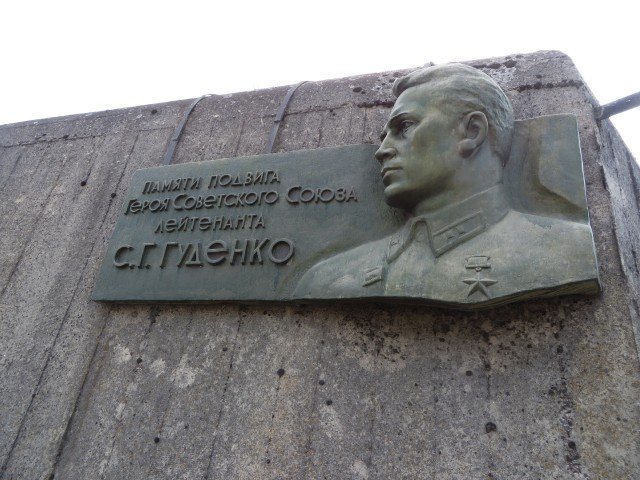 Памяти подвига
Героя Советского Союза
лейтенанта
С.Г. Гуденко